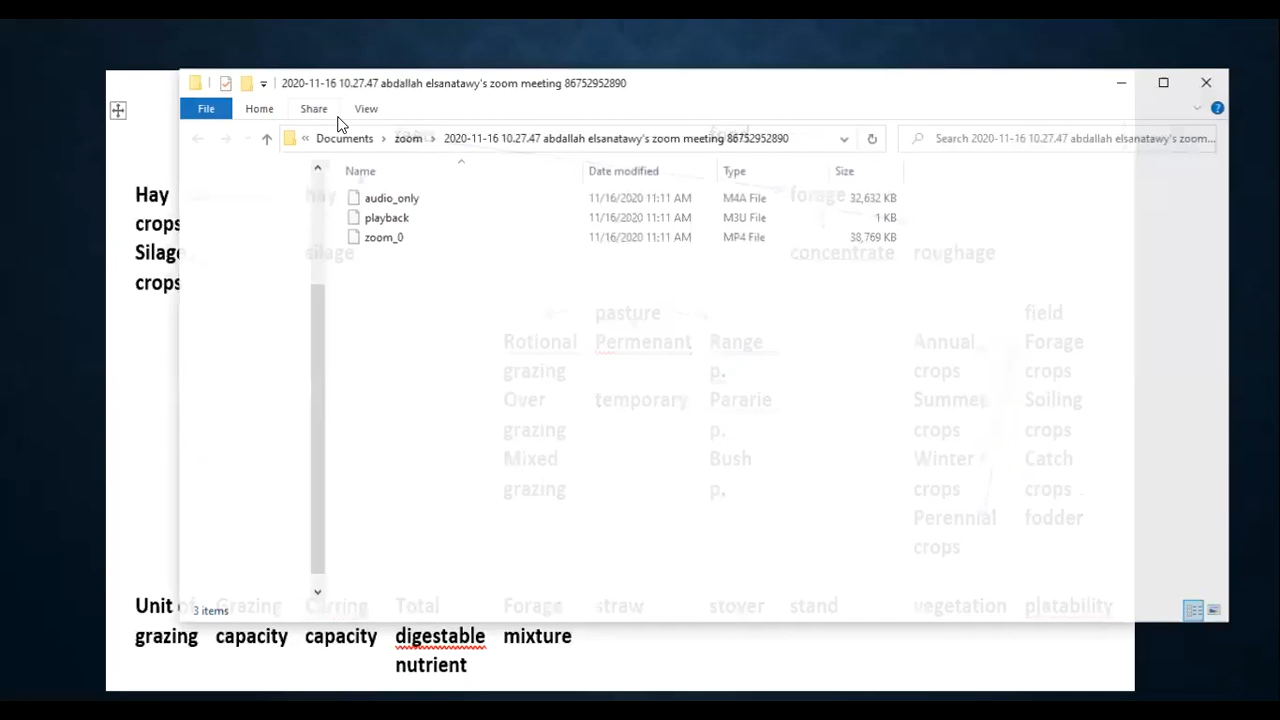 2020-11-16 10.27.47 abdallah elsanatawy's zoom meeting 86752952890
File Home Share View
« Documents › zoom › 2020-11-16 10.27.47 abdallah elsanatawy's zoom meeting 86752952890
Search 2020-11-16 10.27.47 abdallah elsanatawy's zoom...
Name Date modified Type Size
audio_only 11/16/2020 11:11 AM M4A File 32,632 KB
playback 11/16/2020 11:11 AM M3U File 1 KB
zoom_0 11/16/2020 11:11 AM MP4 File 38,769 KB
3 items
Hay hay forage
crops
Silage silage concentrate roughage
crops
pasture field
Rotional Permenant Range Annual Forage
grazing p. crops crops
Over temporary Pararie Summer Soiling
grazing p. crops crops
Mixed Bush Winter Catch
grazing p. crops crops
Perennial fodder
crops
Unit of Grazing Carring Total Forage straw stover stand vegetation platability
grazing capacity capacity digestable mixture
nutrient